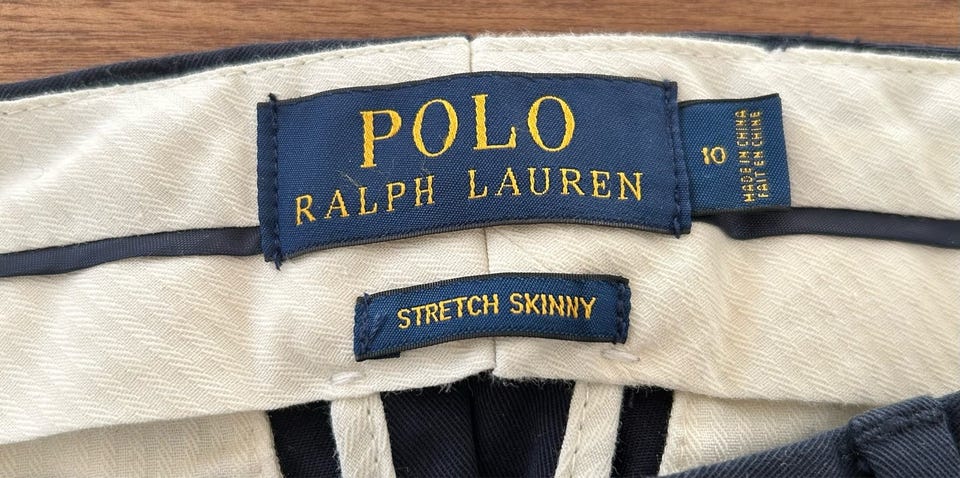 POLO
RALPH LAUREN
10
MADE IN CHINA
FAIT EN CHINE
STRETCH SKINNY